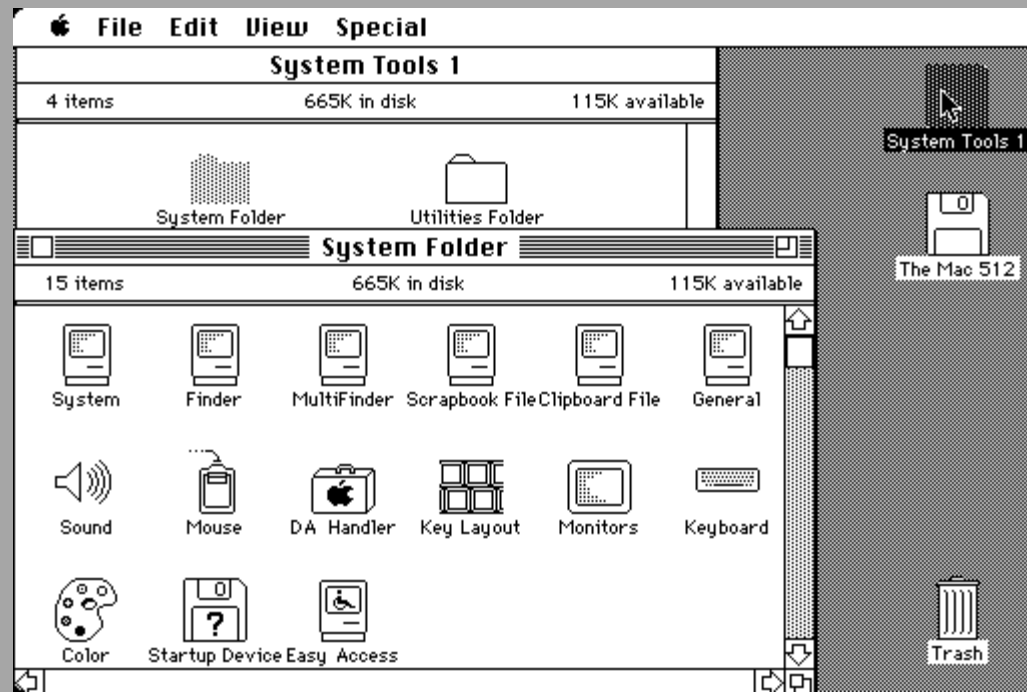 File Edit View Special
System Tools 1
4 items 665K in disk 115K available
System Folder Utilities Folder
System Folder
15 items 665K in disk 115K available
System Finder MultiFinder Scrapbook File Clipboard File General
Sound Mouse DA Handler Key Layout Monitors Keyboard
Color Startup Device Easy Access
System Tools 1
The Mac 512
Trash